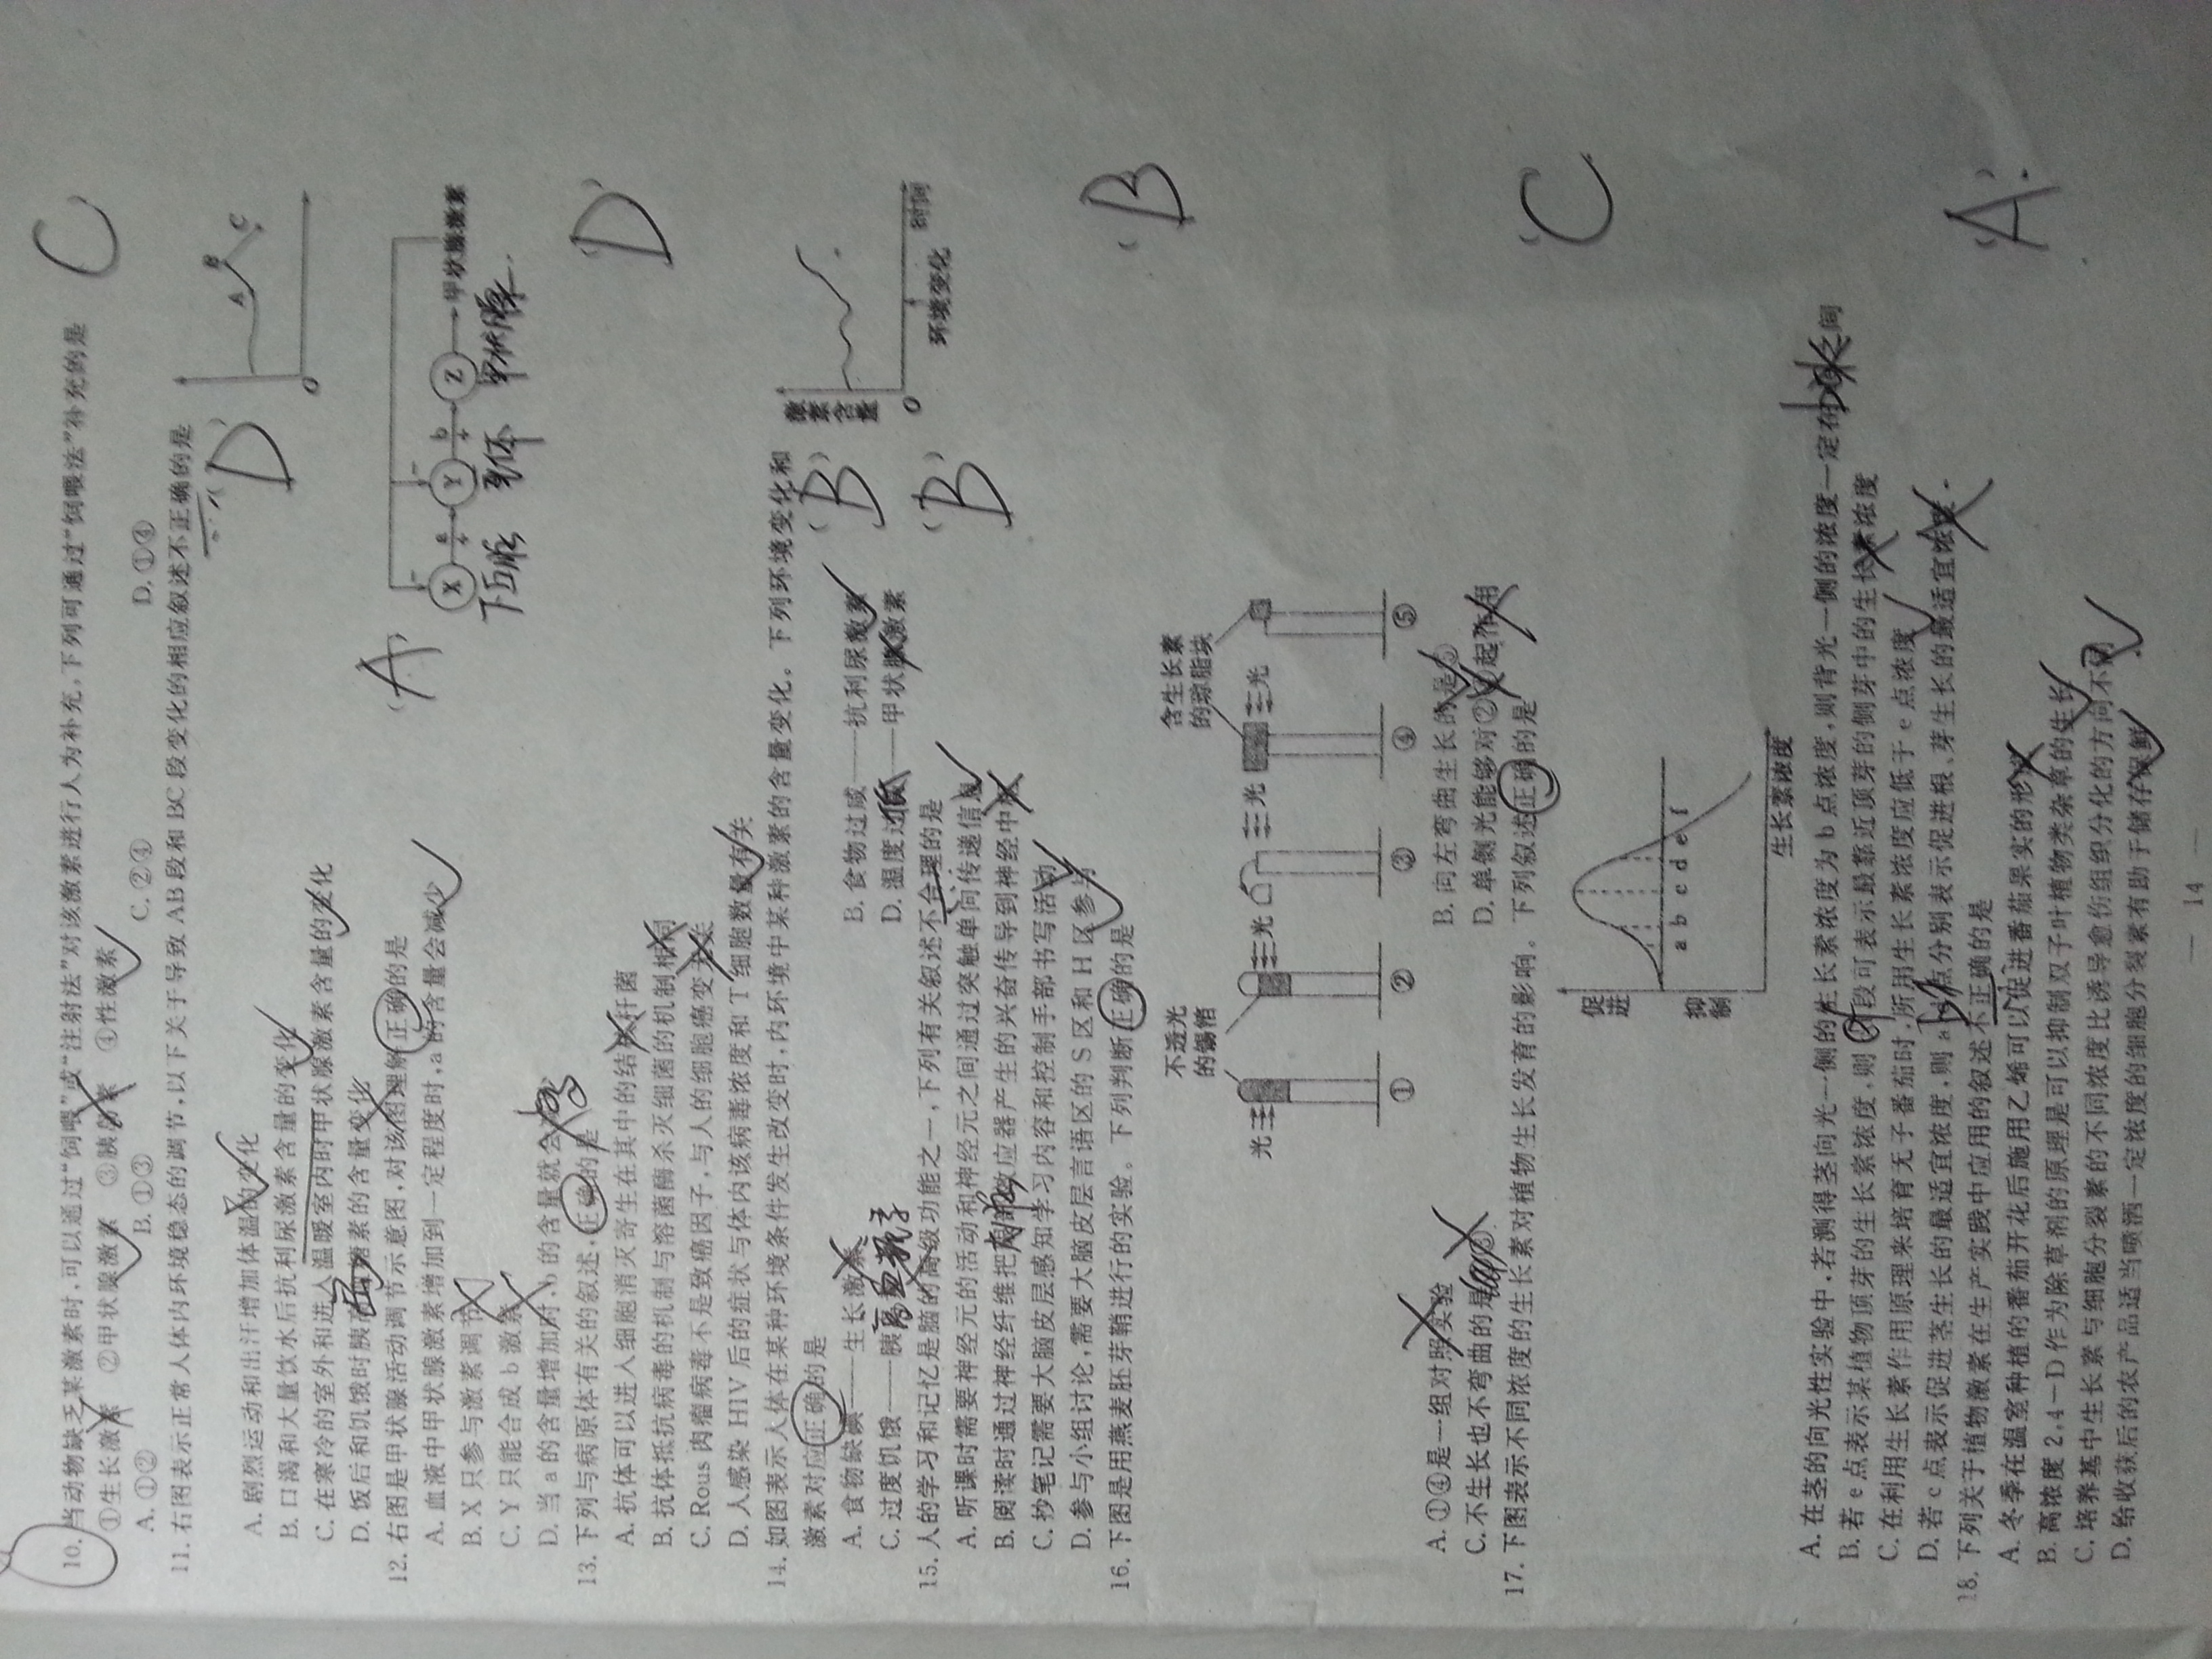 10. 当动物缺乏某激素时,可以通过“饲喂”或“注射法”对该激素进行人为补充,下列可通过“饲喂法”补充的是 C
①生长激素 ②甲状腺激素 ③胰岛素 ④性激素
A. ①② B. ①③ C. ②④ D. ①④
11. 右图表示正常人体内环境稳态的调节,以下关于导致 AB 段和 BC 段变化的相应叙述不正确的是 (D)
B
A C
O
A. 剧烈运动和出汗增加体温的变化
B. 口渴和大量饮水后抗利尿激素含量的变化
C. 在寒冷的室外和进入温暖室内时甲状腺激素含量的变化
D. 饭后和饥饿时胰高血糖素的含量变化
12. 右图是甲状腺活动调节示意图,对该图理解正确的是 (A)
X a + Y b + Z 甲状腺激素
下丘脑 垂体 甲状腺
A. 血液中甲状腺激素增加到一定程度时,a 的含量会减少
B. X 只参与激素调节
C. Y 只能合成 b 激素
D. 当 a 的含量增加时,b 的含量就会减少
13. 下列与病原体有关的叙述,正确的是 (D)
A. 抗体可以进入细胞消灭寄生在其中的结核杆菌
B. 抗体抵抗病毒的机制与溶菌酶杀灭细菌的机制相同
C. Rous 肉瘤病毒不是致癌因子,与人的细胞癌变无关
D. 人感染 HIV 后的症状与体内该病毒浓度和 T 细胞数量有关
14. 如图表示人体在某种环境条件发生改变时,内环境中某种激素的含量变化。下列环境变化和
激素对应正确的是 (B)
激素含量
O 时间
环境变化
A. 食物缺碘——生长激素 B. 食物过咸——抗利尿激素
C. 过度饥饿——胰 高血糖素 D. 温度过 ——甲状腺激素
15. 人的学习和记忆是脑的高级功能之一,下列有关叙述不合理的是 (B)
A. 听课时需要神经元的活动和神经元之间通过突触单向传递信息
B. 阅读时通过神经纤维把 效应器产生的兴奋传导到神经中枢
C. 抄笔记需要大脑皮层感知学习内容和控制手部书写活动
D. 参与小组讨论,需要大脑皮层言语区的 S 区和 H 区参与
16. 下图是用燕麦胚芽鞘进行的实验。下列判断正确的是 (B
不透光 含生长素
的锡箔 的琼脂块
光 光 光 光
① ② ③ ④ ⑤
A. ①④是一组对照实验 B. 向左弯曲生长的是⑤
C. 不生长也不弯曲的是 D. 单侧光能够对② 起作用
17. 下图表示不同浓度的生长素对植物生长发育的影响。下列叙述正确的是 (C)
促进
a b c d e f
抑制
生长素浓度
A. 在茎的向光性实验中,若测得茎向光一侧的生长素浓度为 b 点浓度,则背光一侧的浓度一定在 之间
B. 若 e 点表示某植物顶芽的生长素浓度,则 段可表示最靠近顶芽的侧芽中的生长素浓度
C. 在利用生长素作用原理来培育无子番茄时,所用生长素浓度应低于 e 点浓度
D. 若 c 点表示促进茎生长的最适宜浓度,则 a 点分别表示促进根、芽生长的最适宜浓度
18. 下列关于植物激素在生产实践中应用的叙述不正确的是 (A)
A. 冬季在温室种植的番茄开花后施用乙烯可以促进番茄果实的形成
B. 高浓度 2,4-D 作为除草剂的原理是可以抑制双子叶植物类杂草的生长
C. 培养基中生长素与细胞分裂素的不同浓度比诱导愈伤组织分化的方向不同
D. 给收获后的农产品适当喷洒一定浓度的细胞分裂素有助于储存保鲜
— 14 —